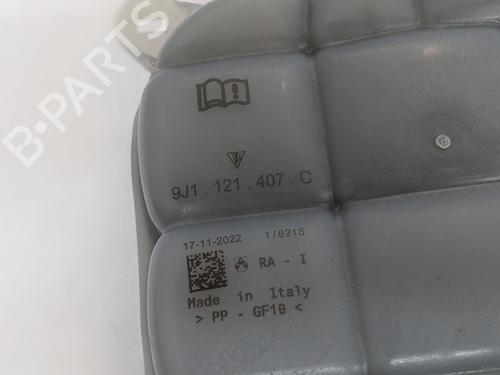 B-PARTS
9J1.121.407.C
17-11-2022 1/0215
RA-I
Made in Italy
> PP - GF10 <